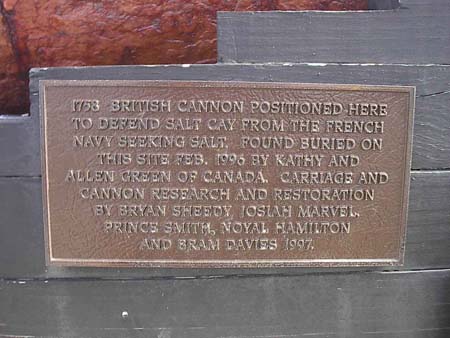 1753 BRITISH CANNON POSITIONED HERE
TO DEFEND SALT CAY FROM THE FRENCH
NAVY SEEKING SALT. FOUND BURIED ON
THIS SITE FEB. 1996 BY KATHY AND
ALLEN GREEN OF CANADA. CARRIAGE AND
CANNON RESEARCH AND RESTORATION
BY BRYAN SHEEDY, JOSIAH MARVEL,
PRINCE SMITH, NOYAL HAMILTON
AND BRAM DAVIES 1997.